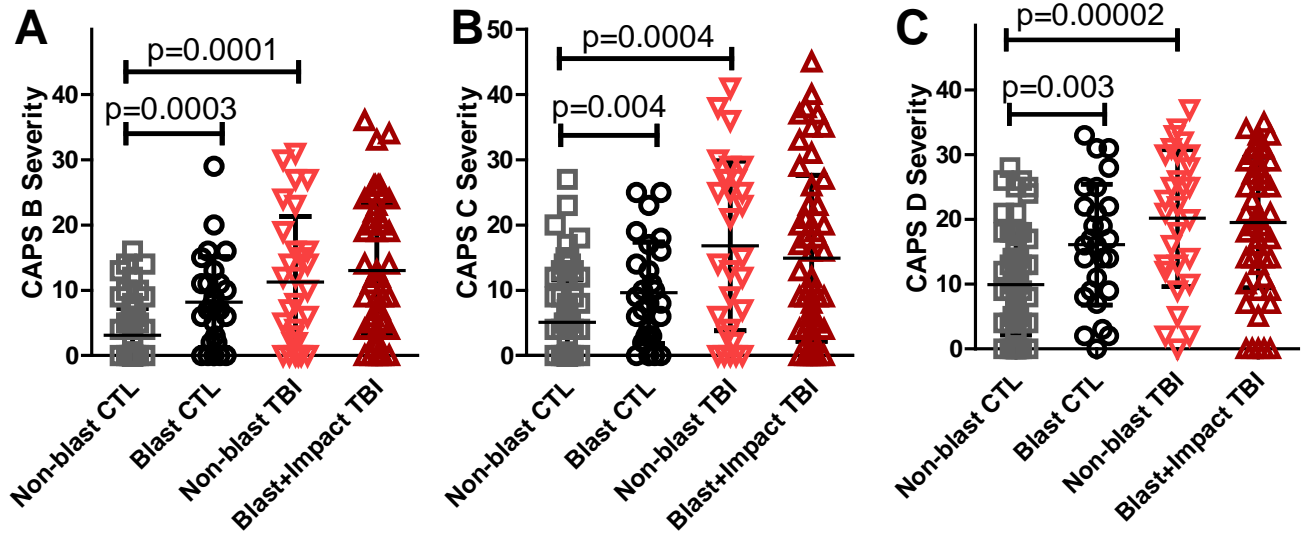 A
CAPS B Severity
p=0.0001
p=0.0003
40
30
20
10
0
Non-blast CTL
Blast CTL
Non-blast TBI
Blast+Impact TBI
B
CAPS C Severity
p=0.0004
p=0.004
50
40
30
20
10
0
Non-blast CTL
Blast CTL
Non-blast TBI
Blast+Impact TBI
C
CAPS D Severity
p=0.00002
p=0.003
40
30
20
10
0
Non-blast CTL
Blast CTL
Non-blast TBI
Blast+Impact TBI